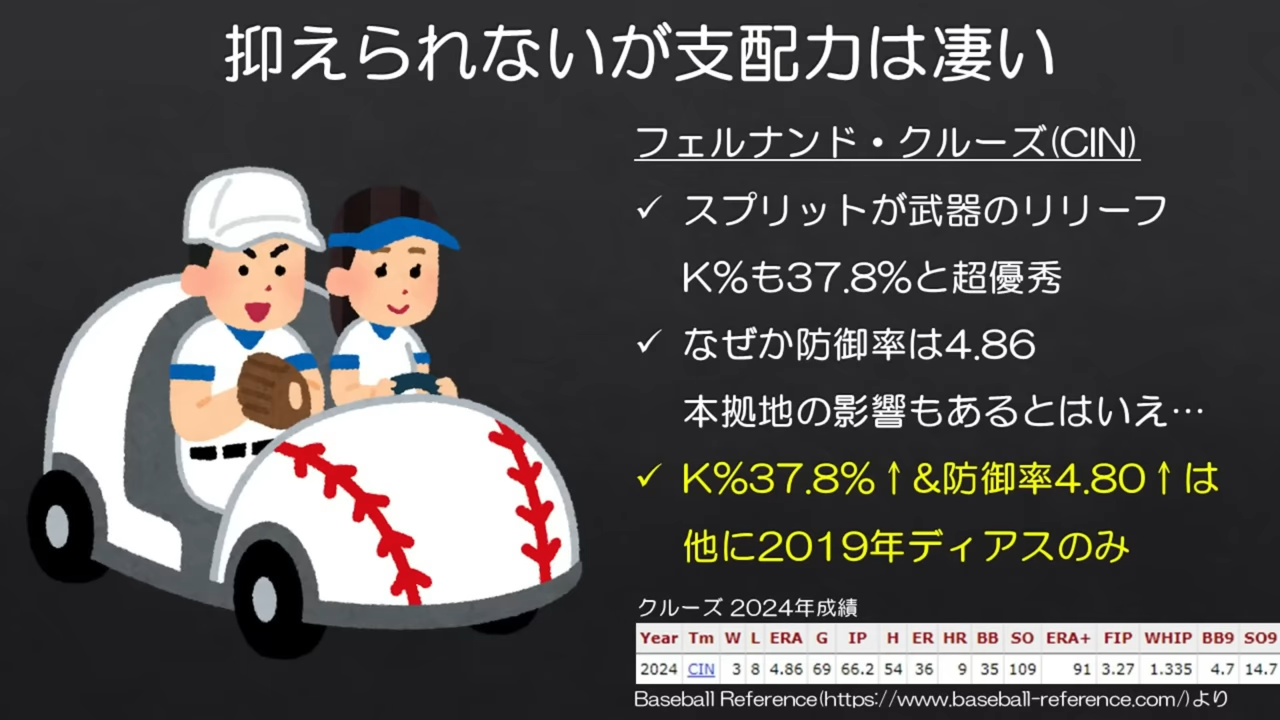 抑えられないが支配力は凄い
フェルナンド・クルーズ(CIN)
✓ スプリットが武器のリリーフ
K%も37.8%と超優秀
✓ なぜか防御率は4.86
本拠地の影響もあるとはいえ…
✓ K%37.8%↑&防御率4.80↑は
他に2019年ディアスのみ
クルーズ 2024年成績
Year Tm W L ERA G IP H ER HR BB SO ERA+ FIP WHIP BB9 SO9
2024 CIN 3 8 4.86 69 66.2 54 36 9 35 109 91 3.27 1.335 4.7 14.7
Baseball Reference(https://www.baseball-reference.com/)より